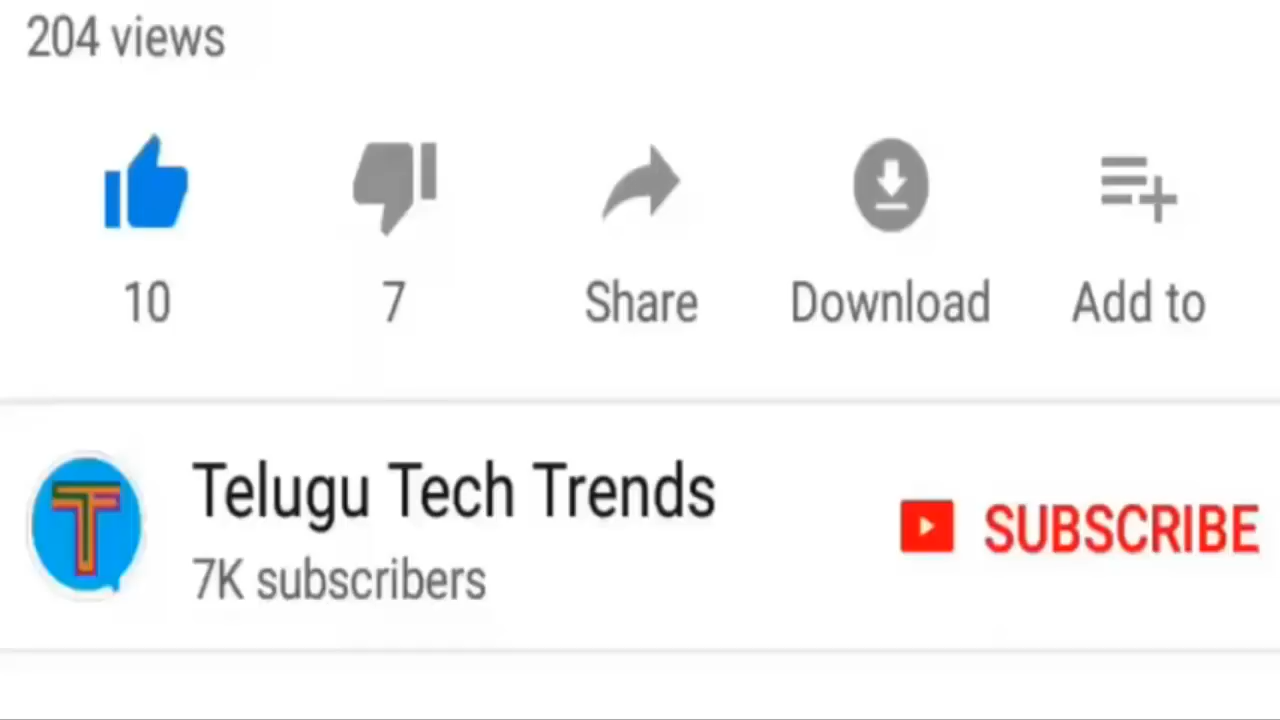 204 views
10 7 Share Download Add to
T
Telugu Tech Trends
SUBSCRIBE
7K subscribers